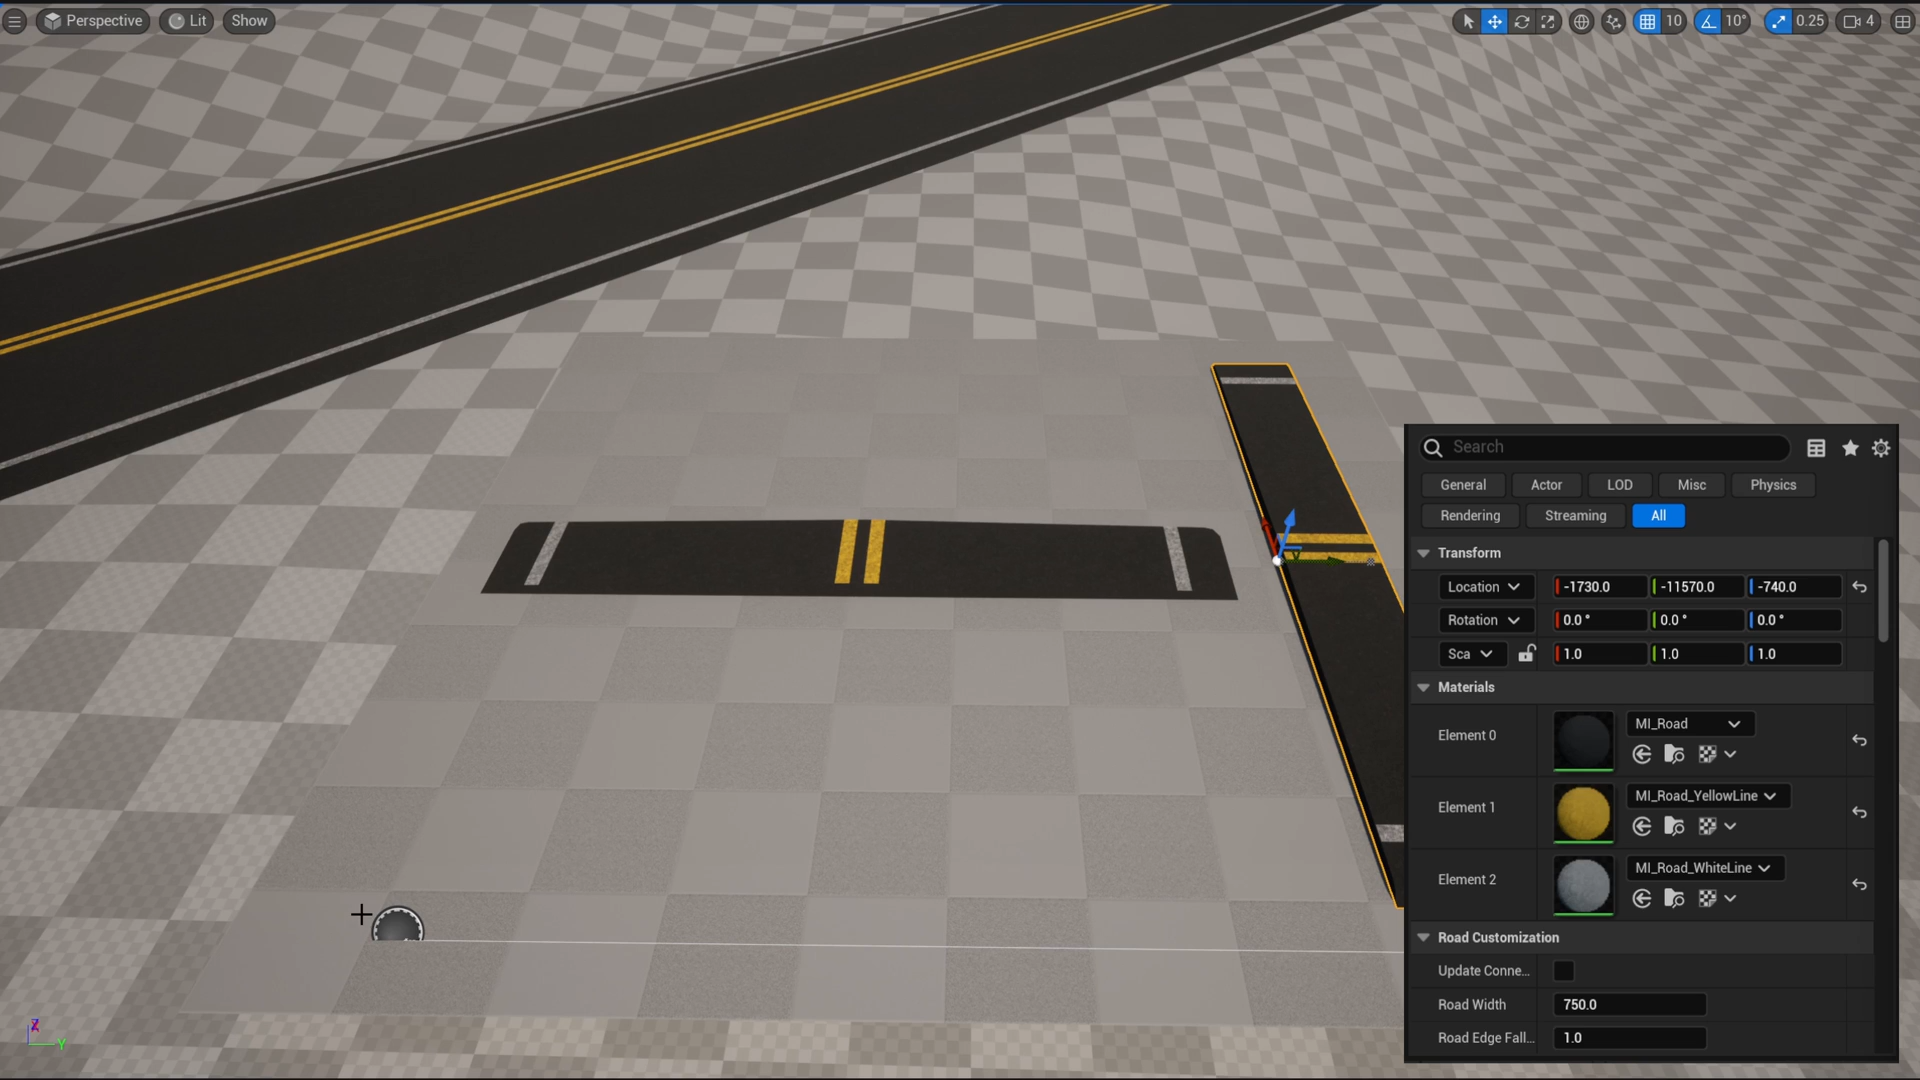 Perspective Lit Show 10 10° 0.25 4
Search
General Actor LOD Misc Physics
Rendering Streaming All
Transform
Location -1730.0 -11570.0 -740.0
Rotation 0.0 ° 0.0 ° 0.0 °
Sca 1.0 1.0 1.0
Materials
Element 0 MI_Road
Element 1 MI_Road_YellowLine
Element 2 MI_Road_WhiteLine
Road Customization
Update Conne...
Road Width 750.0
Road Edge Fall... 1.0
Z
Y